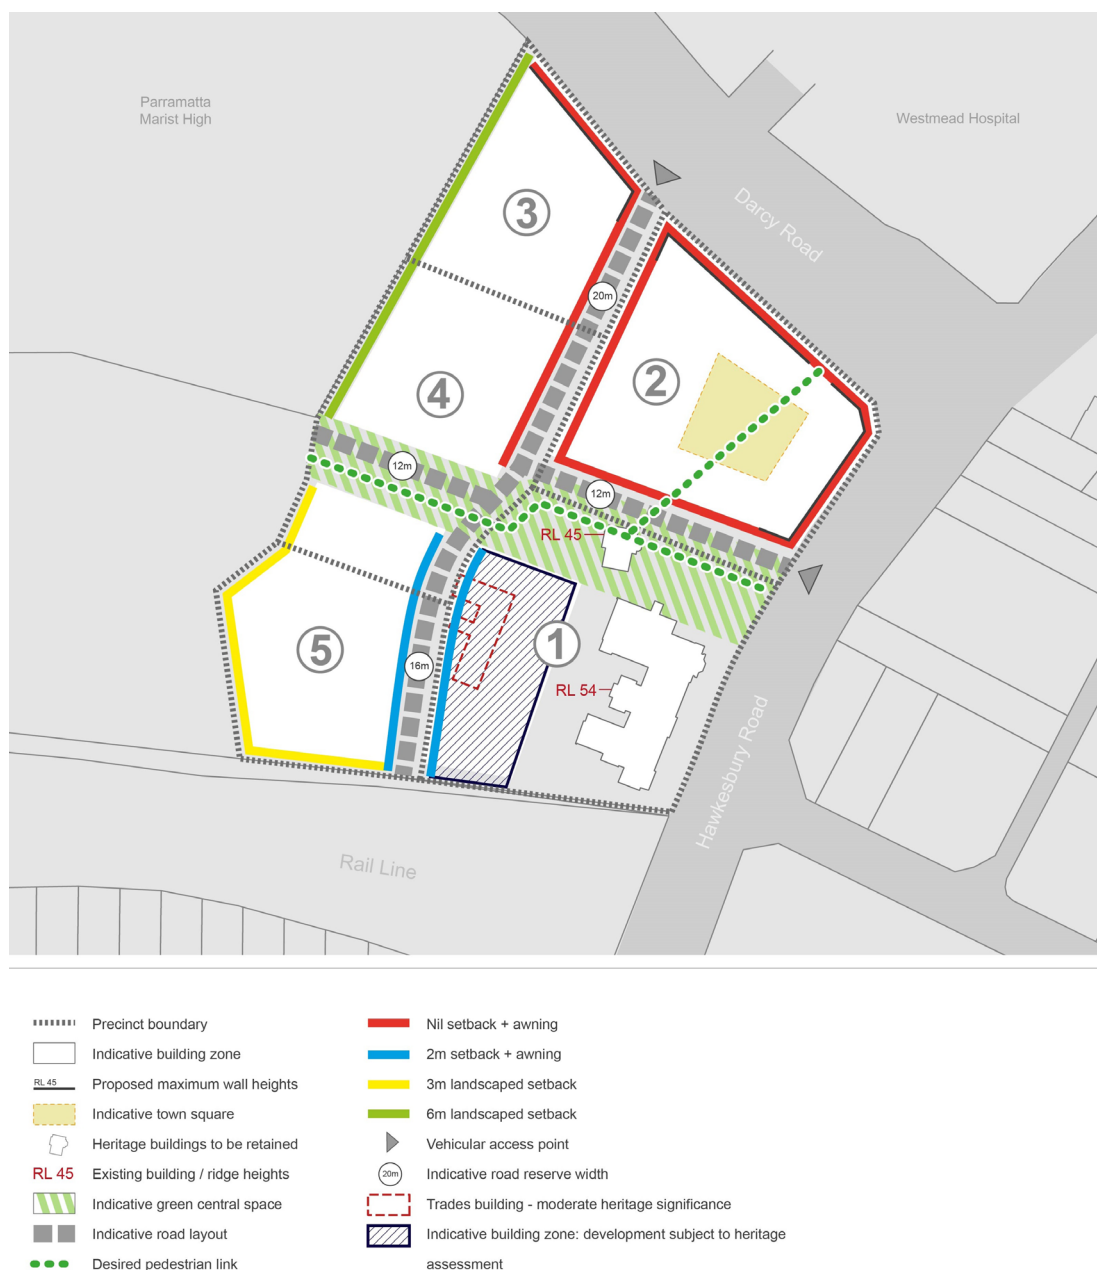 Parramatta
Marist High
Westmead Hospital
Darcy Road
3
20m
2
4
12m
12m
RL 45
1
5
16m
RL 54
Hawkesbury Road
Rail Line
Precinct boundary
Indicative building zone
RL 45 Proposed maximum wall heights
Indicative town square
Heritage buildings to be retained
RL 45 Existing building / ridge heights
Indicative green central space
Indicative road layout
Desired pedestrian link
Nil setback + awning
2m setback + awning
3m landscaped setback
6m landscaped setback
Vehicular access point
20m Indicative road reserve width
Trades building - moderate heritage significance
Indicative building zone: development subject to heritage
assessment